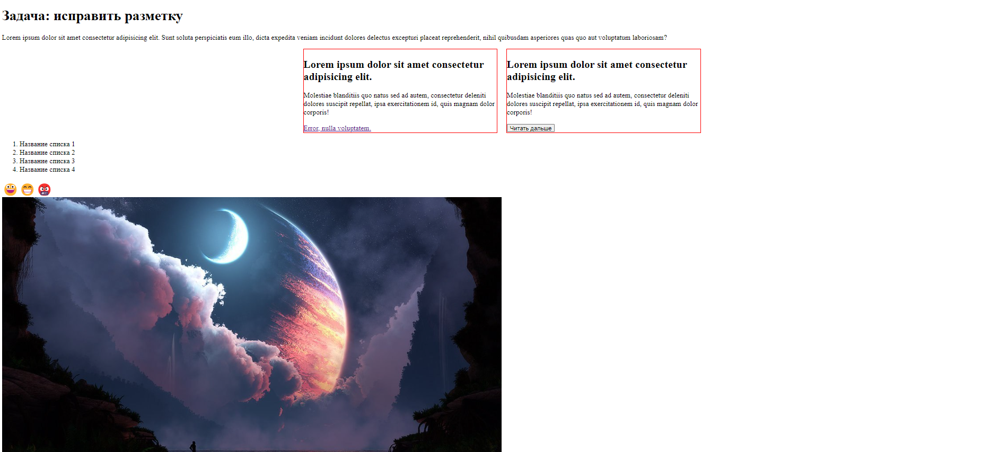 Задача: исправить разметку
Lorem ipsum dolor sit amet consectetur adipisicing elit. Sunt soluta perspiciatis eum illo, dicta expedita veniam incidunt dolores delectus excepturi placeat reprehenderit, nihil quibusdam asperiores quas quo aut voluptatum laboriosam?
Lorem ipsum dolor sit amet consectetur
adipisicing elit.
Molestiae blanditiis quo natus sed ad autem, consectetur deleniti
dolores suscipit repellat, ipsa exercitationem id, quis magnam dolor
corporis!
Error, nulla voluptatem.
Lorem ipsum dolor sit amet consectetur
adipisicing elit.
Molestiae blanditiis quo natus sed ad autem, consectetur deleniti
dolores suscipit repellat, ipsa exercitationem id, quis magnam dolor
corporis!
Читать дальше
1. Название списка 1
2. Название списка 2
3. Название списка 3
4. Название списка 4
#!!